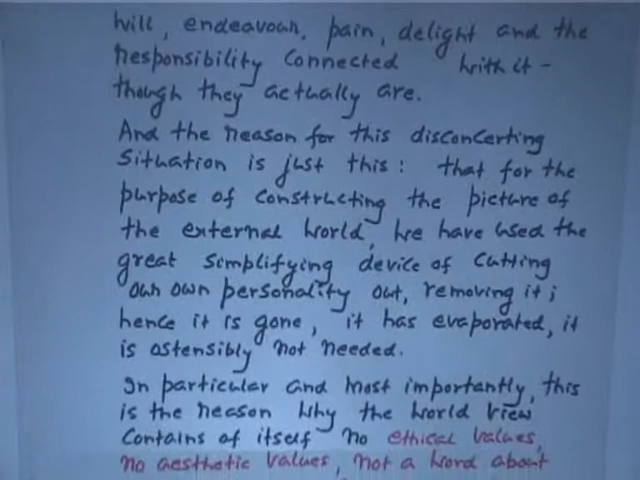 will, endeavour, pain, delight and the
responsibility connected with it -
though they actually are.
And the reason for this disconcerting
situation is just this: that for the
purpose of constructing the picture of
the external world, we have used the
great simplifying device of cutting
our own personality out, removing it;
hence it is gone, it has evaporated, it
is ostensibly not needed.
In particular and most importantly, this
is the reason why the world view
contains of itself no ethical values,
no aesthetic values, not a word about